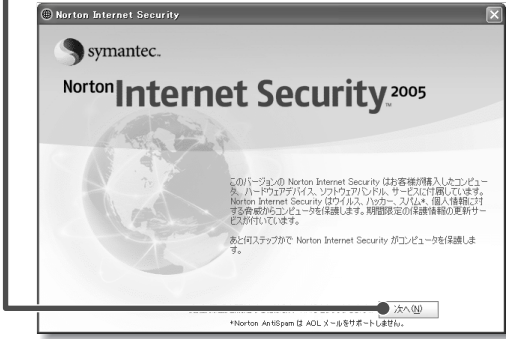 Norton Internet Security
symantec.
Norton Internet Security 2005
TM
このバージョンの Norton Internet Security はお客様が購入したコンピュー
タ、ハードウェアデバイス、ソフトウェアバンドル、サービスに付属しています。
Norton Internet Security はウイルス、ハッカー、スパム*、個人情報に対
する脅威からコンピュータを保護します。期間限定の保護情報の更新サー
ビスが付いています。
あと何ステップかで Norton Internet Security がコンピュータを保護しま
す。
次へ(N)
*Norton AntiSpam は AOL メールをサポートしません。